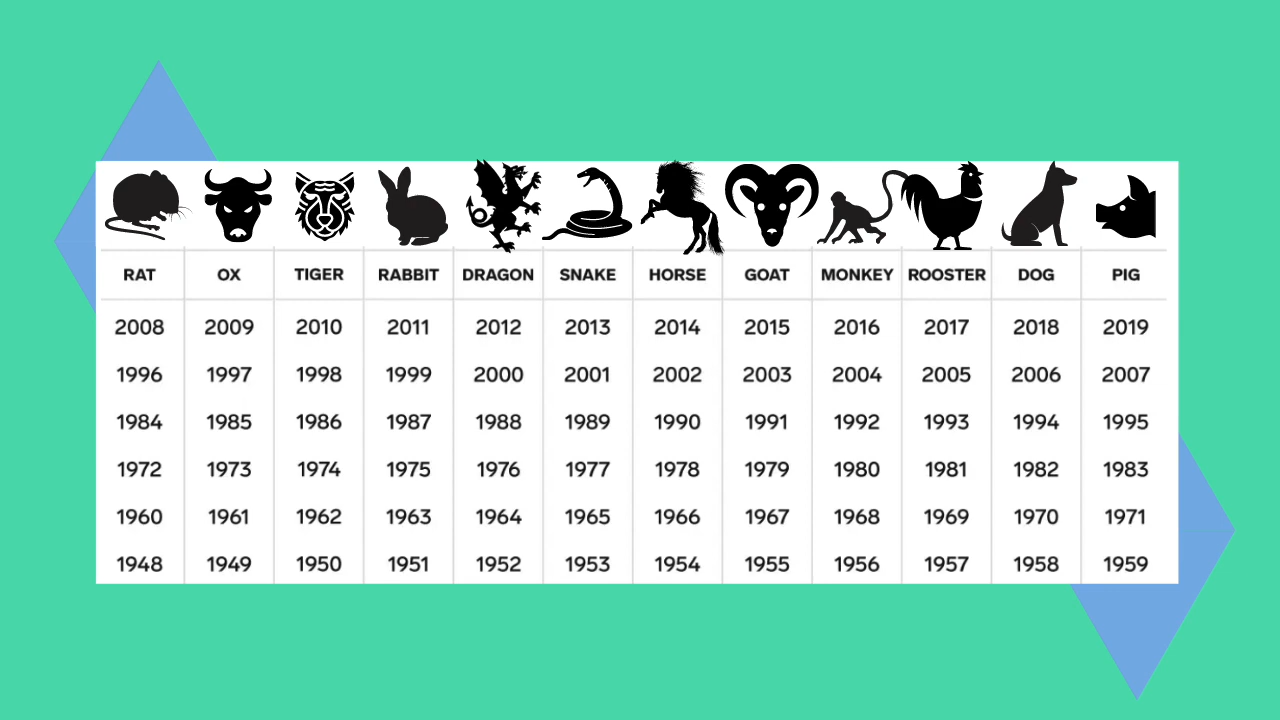 RAT OX TIGER RABBIT DRAGON SNAKE HORSE GOAT MONKEY ROOSTER DOG PIG
2008 2009 2010 2011 2012 2013 2014 2015 2016 2017 2018 2019
1996 1997 1998 1999 2000 2001 2002 2003 2004 2005 2006 2007
1984 1985 1986 1987 1988 1989 1990 1991 1992 1993 1994 1995
1972 1973 1974 1975 1976 1977 1978 1979 1980 1981 1982 1983
1960 1961 1962 1963 1964 1965 1966 1967 1968 1969 1970 1971
1948 1949 1950 1951 1952 1953 1954 1955 1956 1957 1958 1959